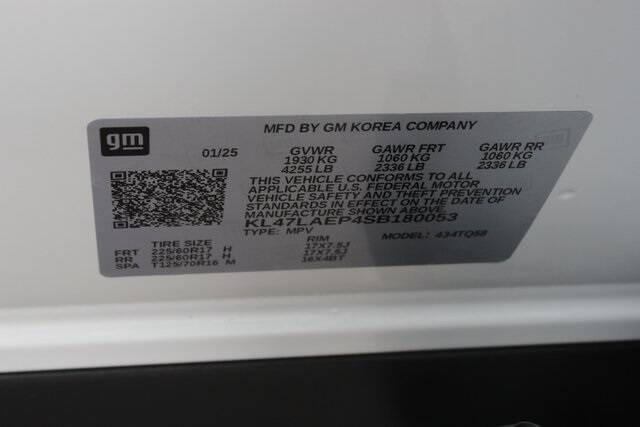 gm
MFD BY GM KOREA COMPANY
01/25 GVWR GAWR FRT GAWR RR
1930 KG 1060 KG 1060 KG
4255 LB 2336 LB 2336 LB
THIS VEHICLE CONFORMS TO ALL
APPLICABLE U.S. FEDERAL MOTOR
VEHICLE SAFETY AND THEFT PREVENTION
STANDARDS IN EFFECT ON THE DATE OF
MANUFACTURE SHOWN ABOVE
KL47LAEP4SB180053
TYPE: MPV MODEL: 434TQ58
TIRE SIZE RIM
FRT 225/60R17 H 17X7.5J
RR 225/60R17 H 17X7.5J
SPA T125/70R16 M 16X4BT